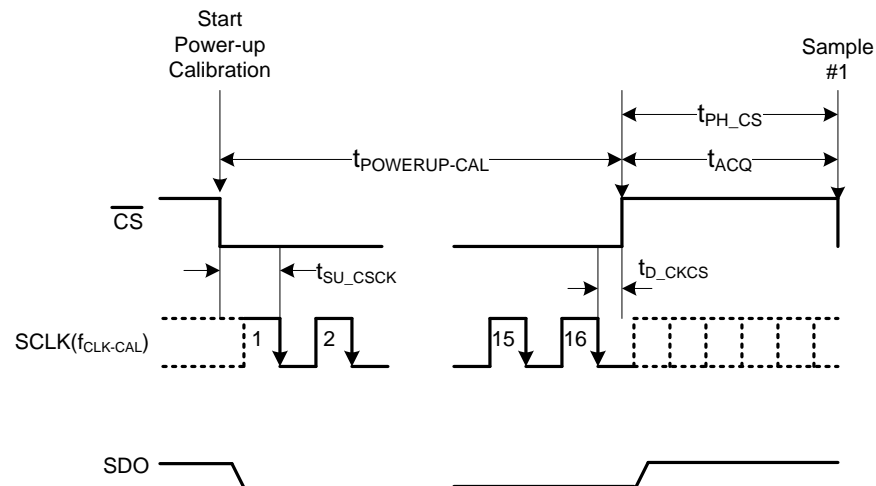 Start
Power-up
Calibration
Sample
#1
tPH_CS
tPOWERUP-CAL
tACQ
CS
tSU_CSCK
tD_CKCS
SCLK(fCLK-CAL)
1
2
15
16
SDO